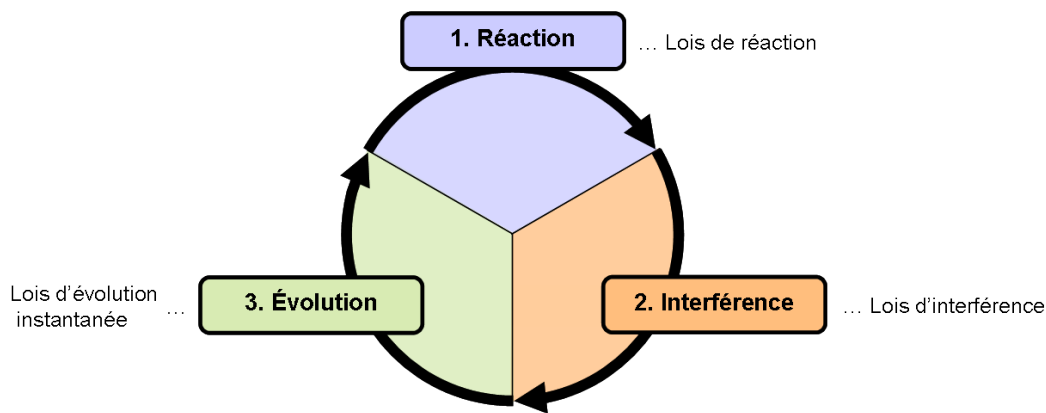 1. Réaction
… Lois de réaction
Lois d’évolution
instantanée …
3. Évolution
2. Interférence
… Lois d’interférence